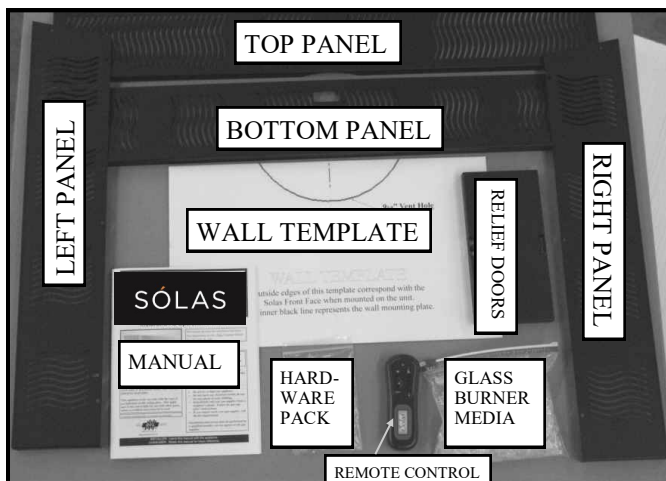 TOP PANEL
BOTTOM PANEL
LEFT PANEL
RIGHT PANEL
9½" Vent Hole
WALL TEMPLATE
RELIEF DOORS
WALL TEMPLATE
outside edges of this template correspond with the
Solas Front Face when mounted on the unit.
inner black line represents the wall mounting plate.
SÓLAS
MANUAL
HARD-
WARE
PACK
GLASS
BURNER
MEDIA
REMOTE CONTROL